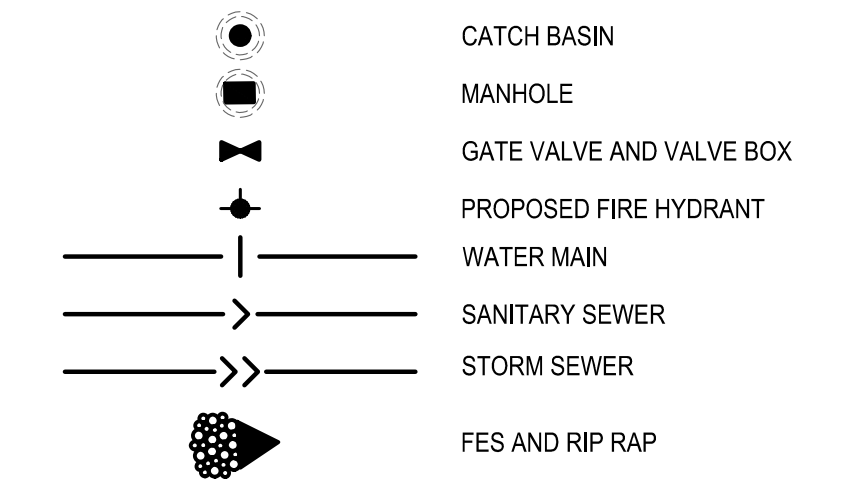 CATCH BASIN
MANHOLE
GATE VALVE AND VALVE BOX
PROPOSED FIRE HYDRANT
WATER MAIN
SANITARY SEWER
STORM SEWER
FES AND RIP RAP